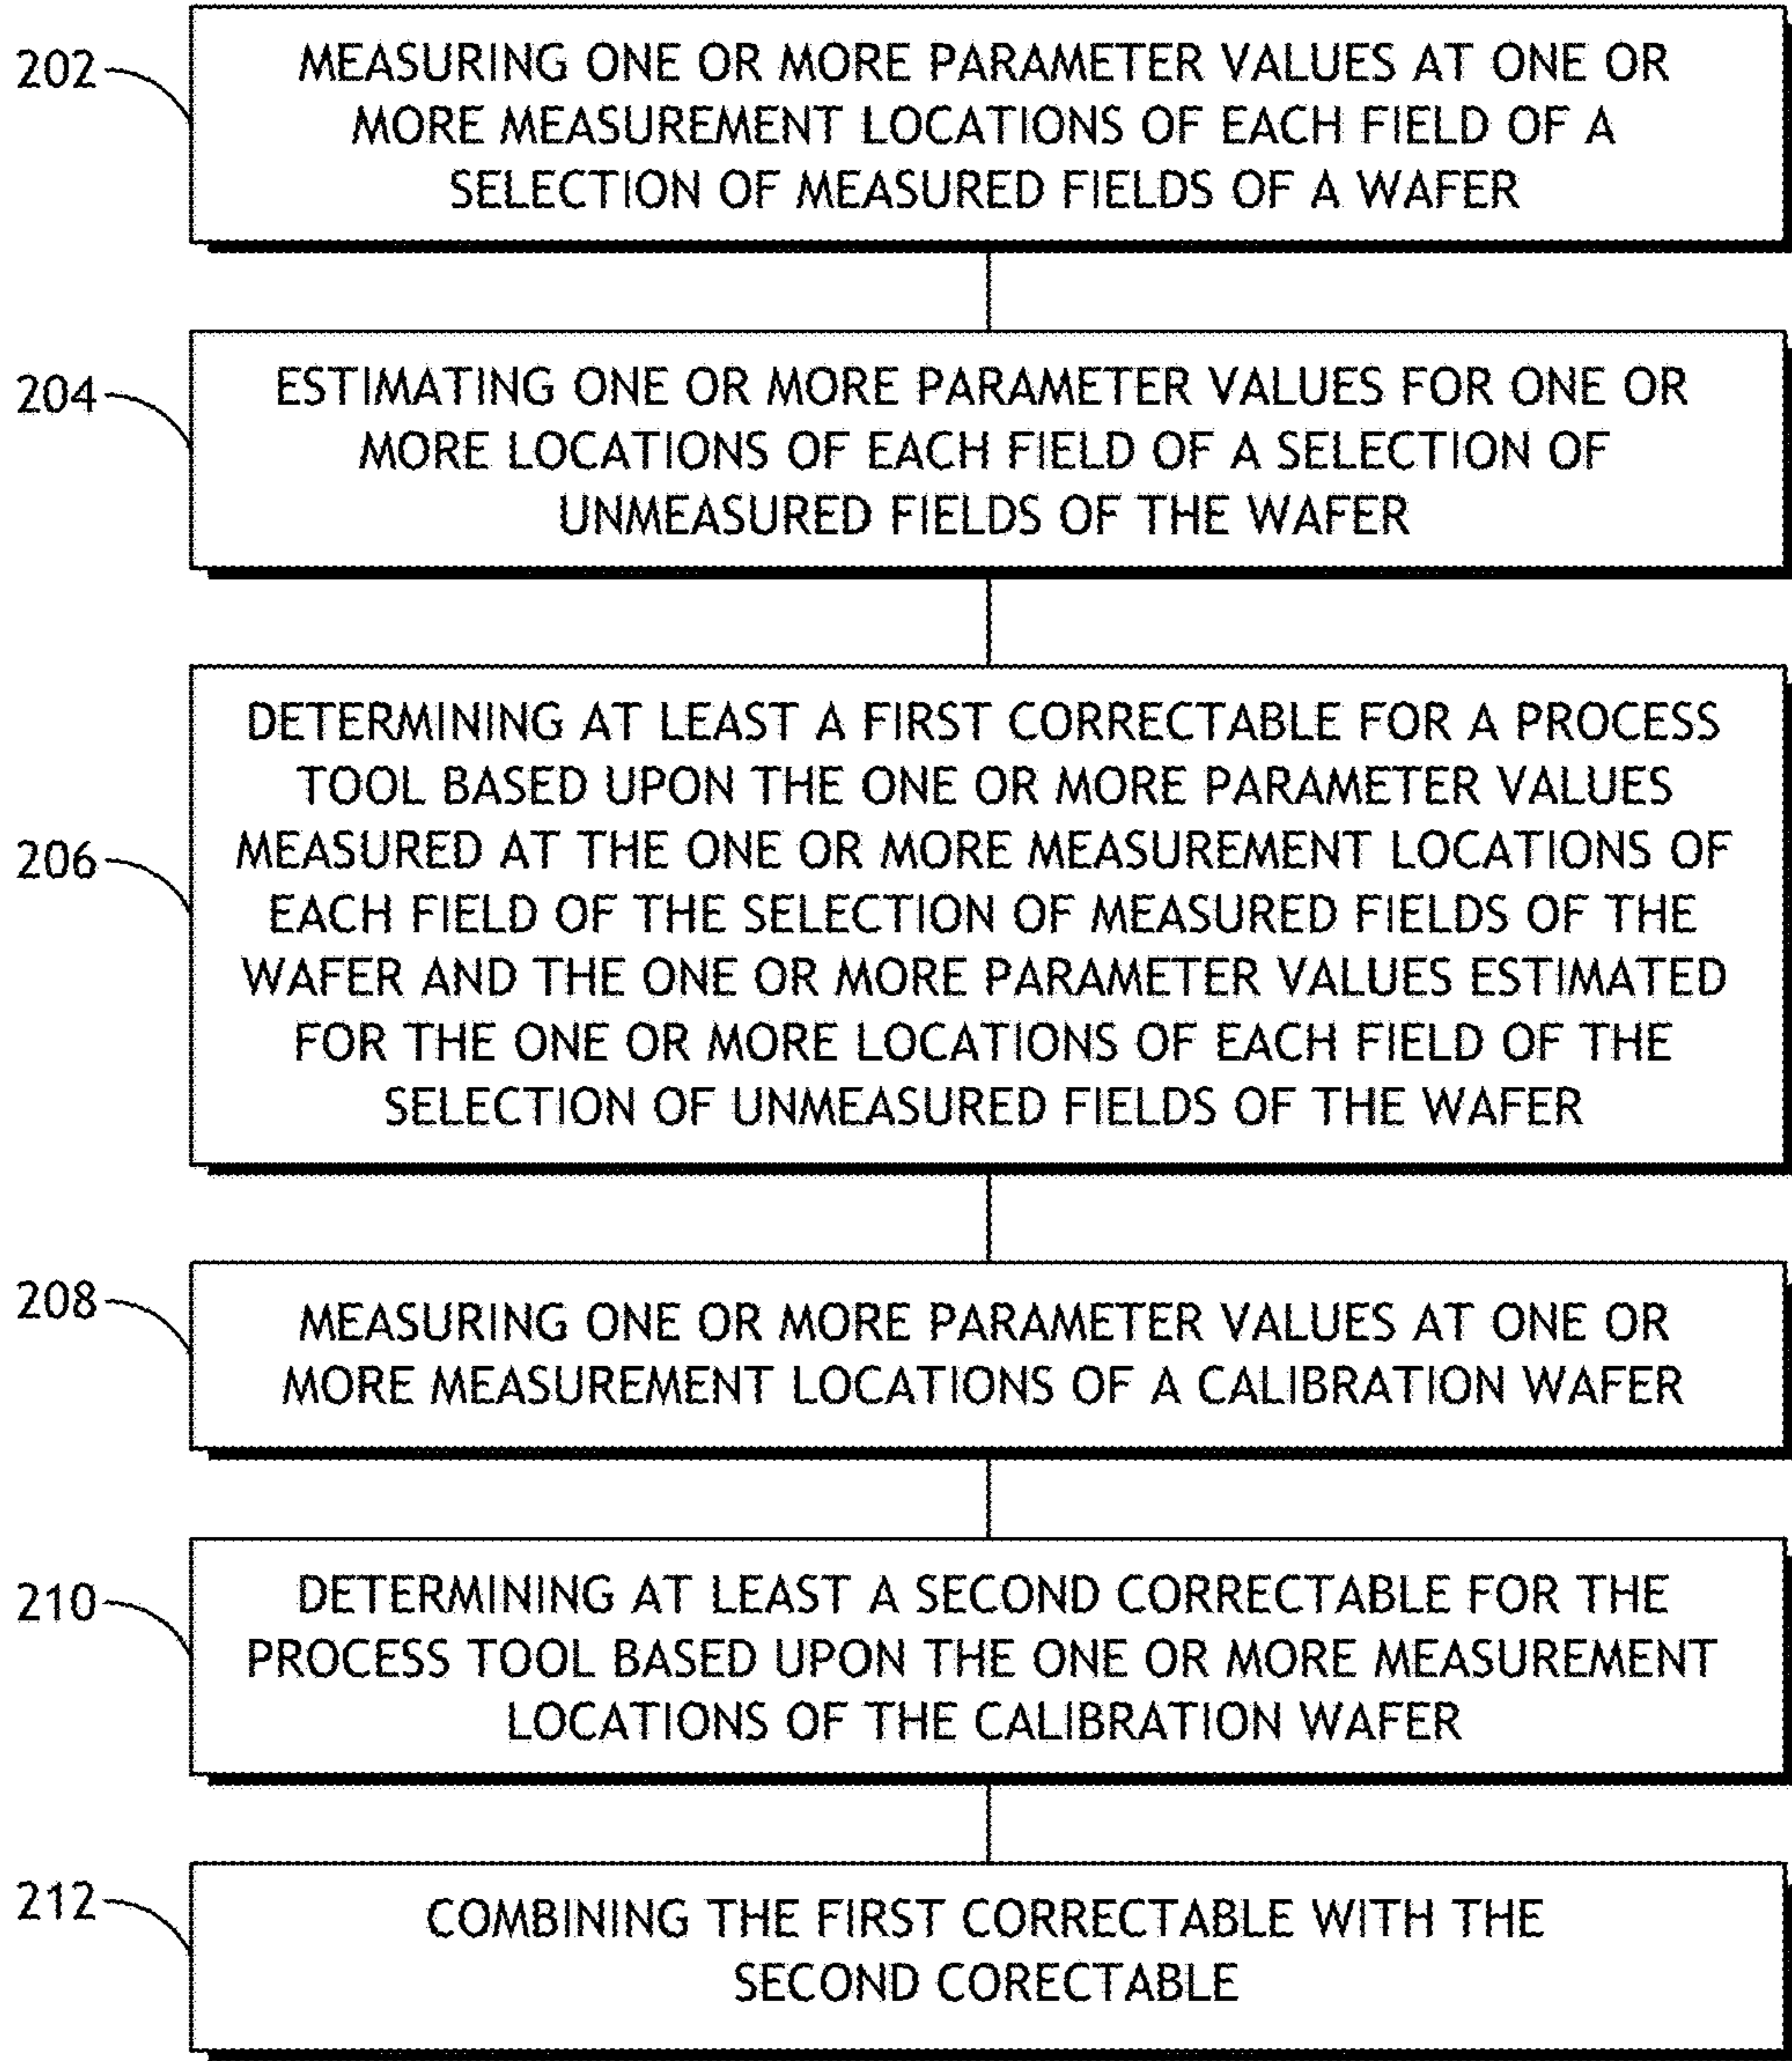 202
MEASURING ONE OR MORE PARAMETER VALUES AT ONE OR
MORE MEASUREMENT LOCATIONS OF EACH FIELD OF A
SELECTION OF MEASURED FIELDS OF A WAFER
204
ESTIMATING ONE OR MORE PARAMETER VALUES FOR ONE OR
MORE LOCATIONS OF EACH FIELD OF A SELECTION OF
UNMEASURED FIELDS OF THE WAFER
206
DETERMINING AT LEAST A FIRST CORRECTABLE FOR A PROCESS
TOOL BASED UPON THE ONE OR MORE PARAMETER VALUES
MEASURED AT THE ONE OR MORE MEASUREMENT LOCATIONS OF
EACH FIELD OF THE SELECTION OF MEASURED FIELDS OF THE
WAFER AND THE ONE OR MORE PARAMETER VALUES ESTIMATED
FOR THE ONE OR MORE LOCATIONS OF EACH FIELD OF THE
SELECTION OF UNMEASURED FIELDS OF THE WAFER
208
MEASURING ONE OR MORE PARAMETER VALUES AT ONE OR
MORE MEASUREMENT LOCATIONS OF A CALIBRATION WAFER
210
DETERMINING AT LEAST A SECOND CORRECTABLE FOR THE
PROCESS TOOL BASED UPON THE ONE OR MORE MEASUREMENT
LOCATIONS OF THE CALIBRATION WAFER
212
COMBINING THE FIRST CORRECTABLE WITH THE
SECOND CORECTABLE